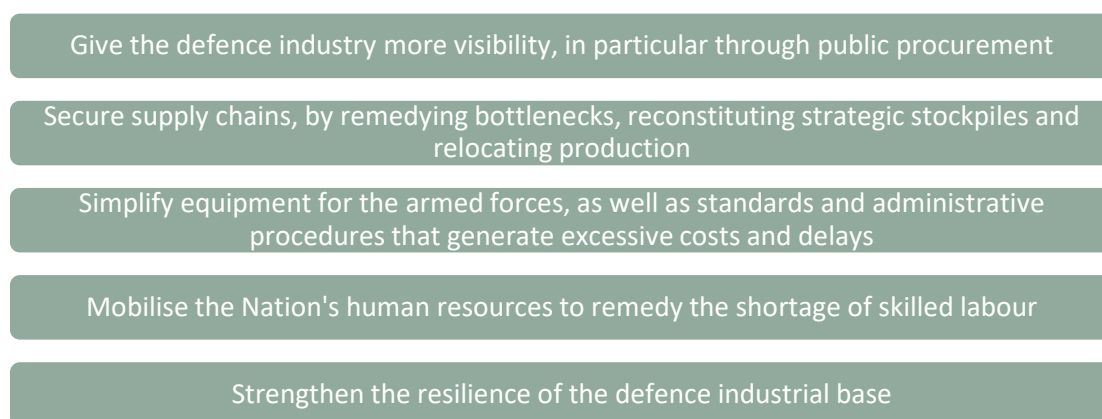 Give the defence industry more visibility, in particular through public procurement
Secure supply chains, by remedying bottlenecks, reconstituting strategic stockpiles and
relocating production
Simplify equipment for the armed forces, as well as standards and administrative
procedures that generate excessive costs and delays
Mobilise the Nation's human resources to remedy the shortage of skilled labour
Strengthen the resilience of the defence industrial base